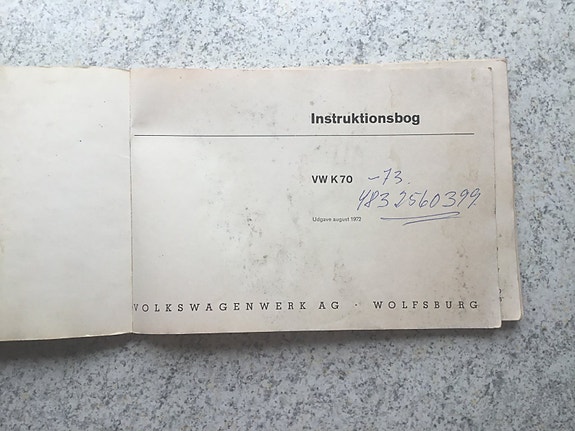 Instruktionsbog
VW K70 -73.
4832560399
Udgave august 1972
VOLKSWAGENWERK AG · WOLFSBURG